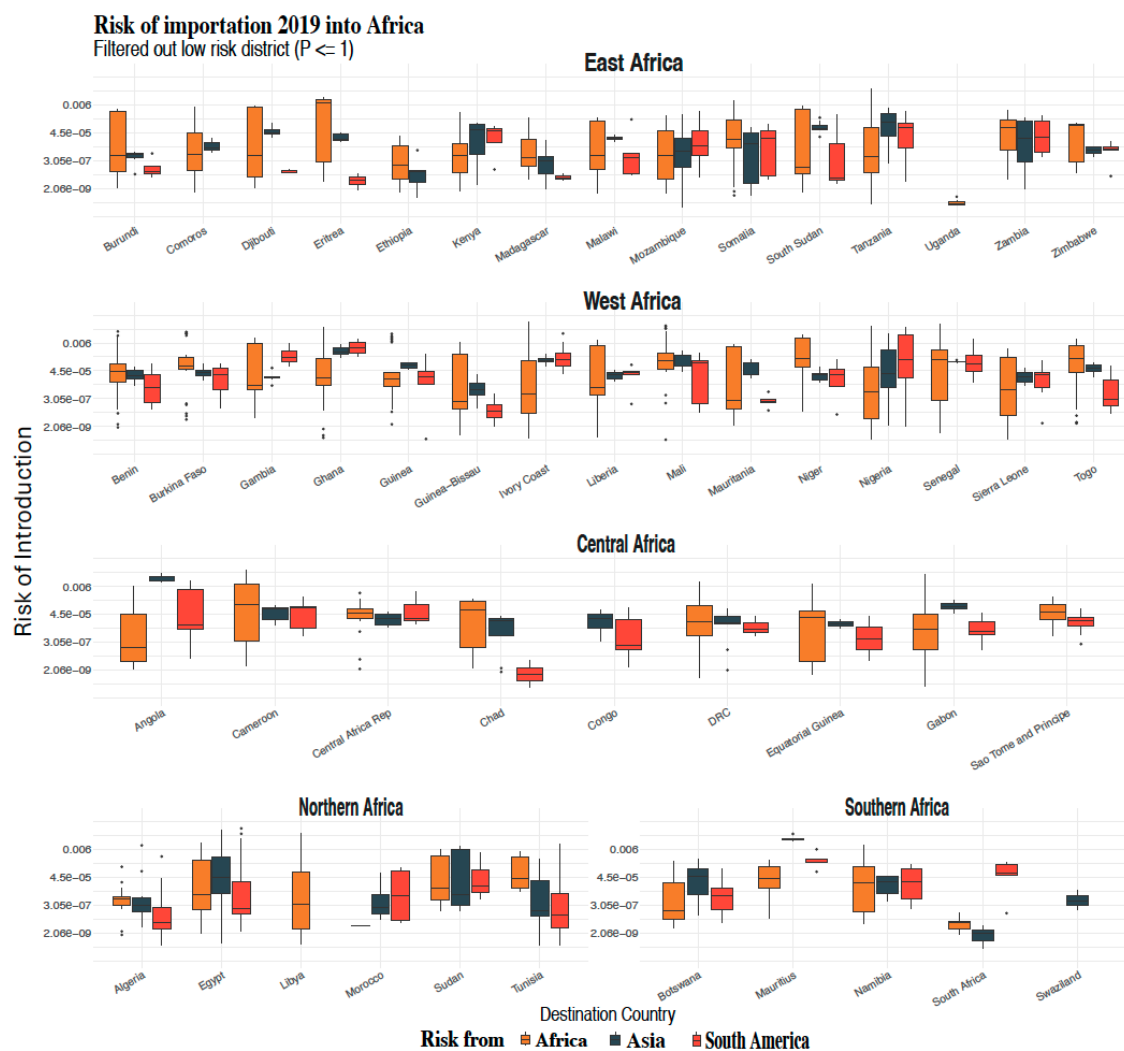 Risk of importation 2019 into Africa
Filtered out low risk district (P <= 1)
East Africa
0.006
4.5e−05
3.05e−07
2.06e−09
Burundi
Comoros
Djibouti
Eritrea
Ethiopia
Kenya
Madagascar
Malawi
Mozambique
Somalia
South Sudan
Tanzania
Uganda
Zambia
Zimbabwe
West Africa
0.006
4.5e−05
3.05e−07
2.06e−09
Benin
Burkina Faso
Gambia
Ghana
Guinea
Guinea−Bissau
Ivory Coast
Liberia
Mali
Mauritania
Niger
Nigeria
Senegal
Sierra Leone
Togo
Risk of Introduction
Central Africa
0.006
4.5e−05
3.05e−07
2.06e−09
Angola
Cameroon
Central Africa Rep
Chad
Congo
DRC
Equatorial Guinea
Gabon
Sao Tome and Principe
Northern Africa
0.006
4.5e−05
3.05e−07
2.06e−09
Algeria
Egypt
Libya
Morocco
Sudan
Tunisia
Southern Africa
0.006
4.5e−05
3.05e−07
2.06e−09
Botswana
Mauritius
Namibia
South Africa
Swaziland
Destination Country
Risk from Africa Asia South America